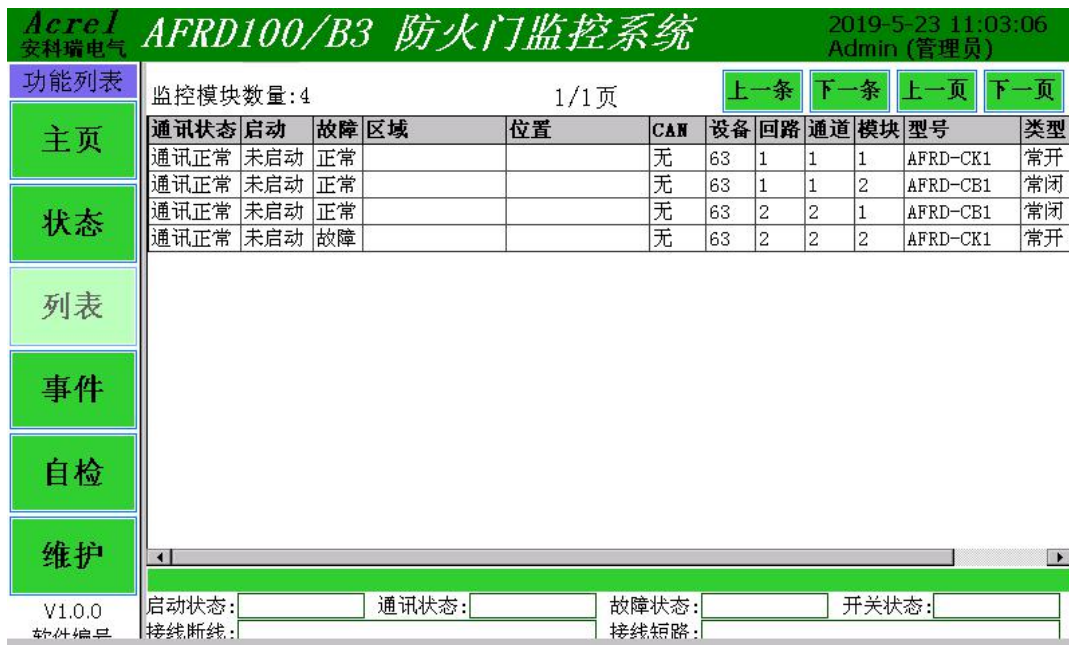 Acrel
安科瑞电气
AFRD100/B3 防火门监控系统
2019-5-23 11:03:06
Admin (管理员)
功能列表
主页
状态
列表
事件
自检
维护
V1.0.0
软件编号
监控模块数量:4
1/1页
上一条 下一条 上一页 下一页
通讯状态 启动 故障 区域 位置 CAN 设备 回路 通道 模块 型号 类型
通讯正常 未启动 正常 无 63 1 1 1 AFRD-CK1 常开
通讯正常 未启动 正常 无 63 1 1 2 AFRD-CB1 常闭
通讯正常 未启动 正常 无 63 2 2 1 AFRD-CB1 常闭
通讯正常 未启动 故障 无 63 2 2 2 AFRD-CK1 常开
启动状态: 通讯状态: 故障状态: 开关状态:
接线断线: 接线短路: